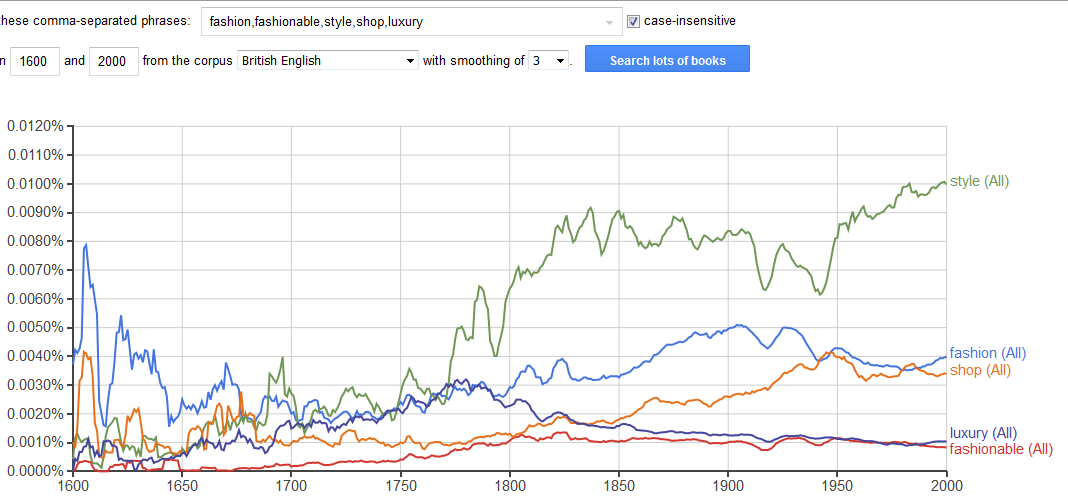 these comma-separated phrases: fashion,fashionable,style,shop,luxury case-insensitive
n 1600 and 2000 from the corpus British English with smoothing of 3 . Search lots of books
0.0120%
0.0110%
0.0100%
style (All)
0.0090%
0.0080%
0.0070%
0.0060%
0.0050%
0.0040%
fashion (All)
shop (All)
0.0030%
0.0020%
luxury (All)
0.0010%
fashionable (All)
0.0000%
1600 1650 1700 1750 1800 1850 1900 1950 2000